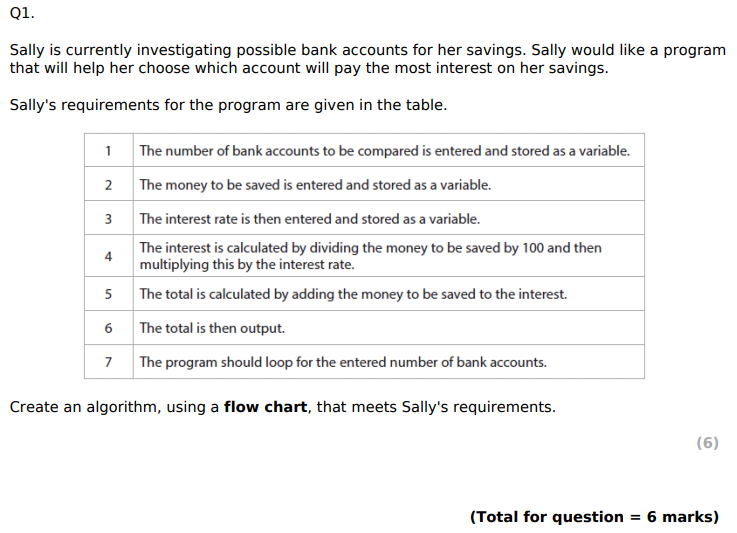 Q1.
Sally is currently investigating possible bank accounts for her savings. Sally would like a program
that will help her choose which account will pay the most interest on her savings.
Sally's requirements for the program are given in the table.
1 The number of bank accounts to be compared is entered and stored as a variable.
2 The money to be saved is entered and stored as a variable.
3 The interest rate is then entered and stored as a variable.
4 The interest is calculated by dividing the money to be saved by 100 and then
multiplying this by the interest rate.
5 The total is calculated by adding the money to be saved to the interest.
6 The total is then output.
7 The program should loop for the entered number of bank accounts.
Create an algorithm, using a flow chart, that meets Sally's requirements.
(6)
(Total for question = 6 marks)